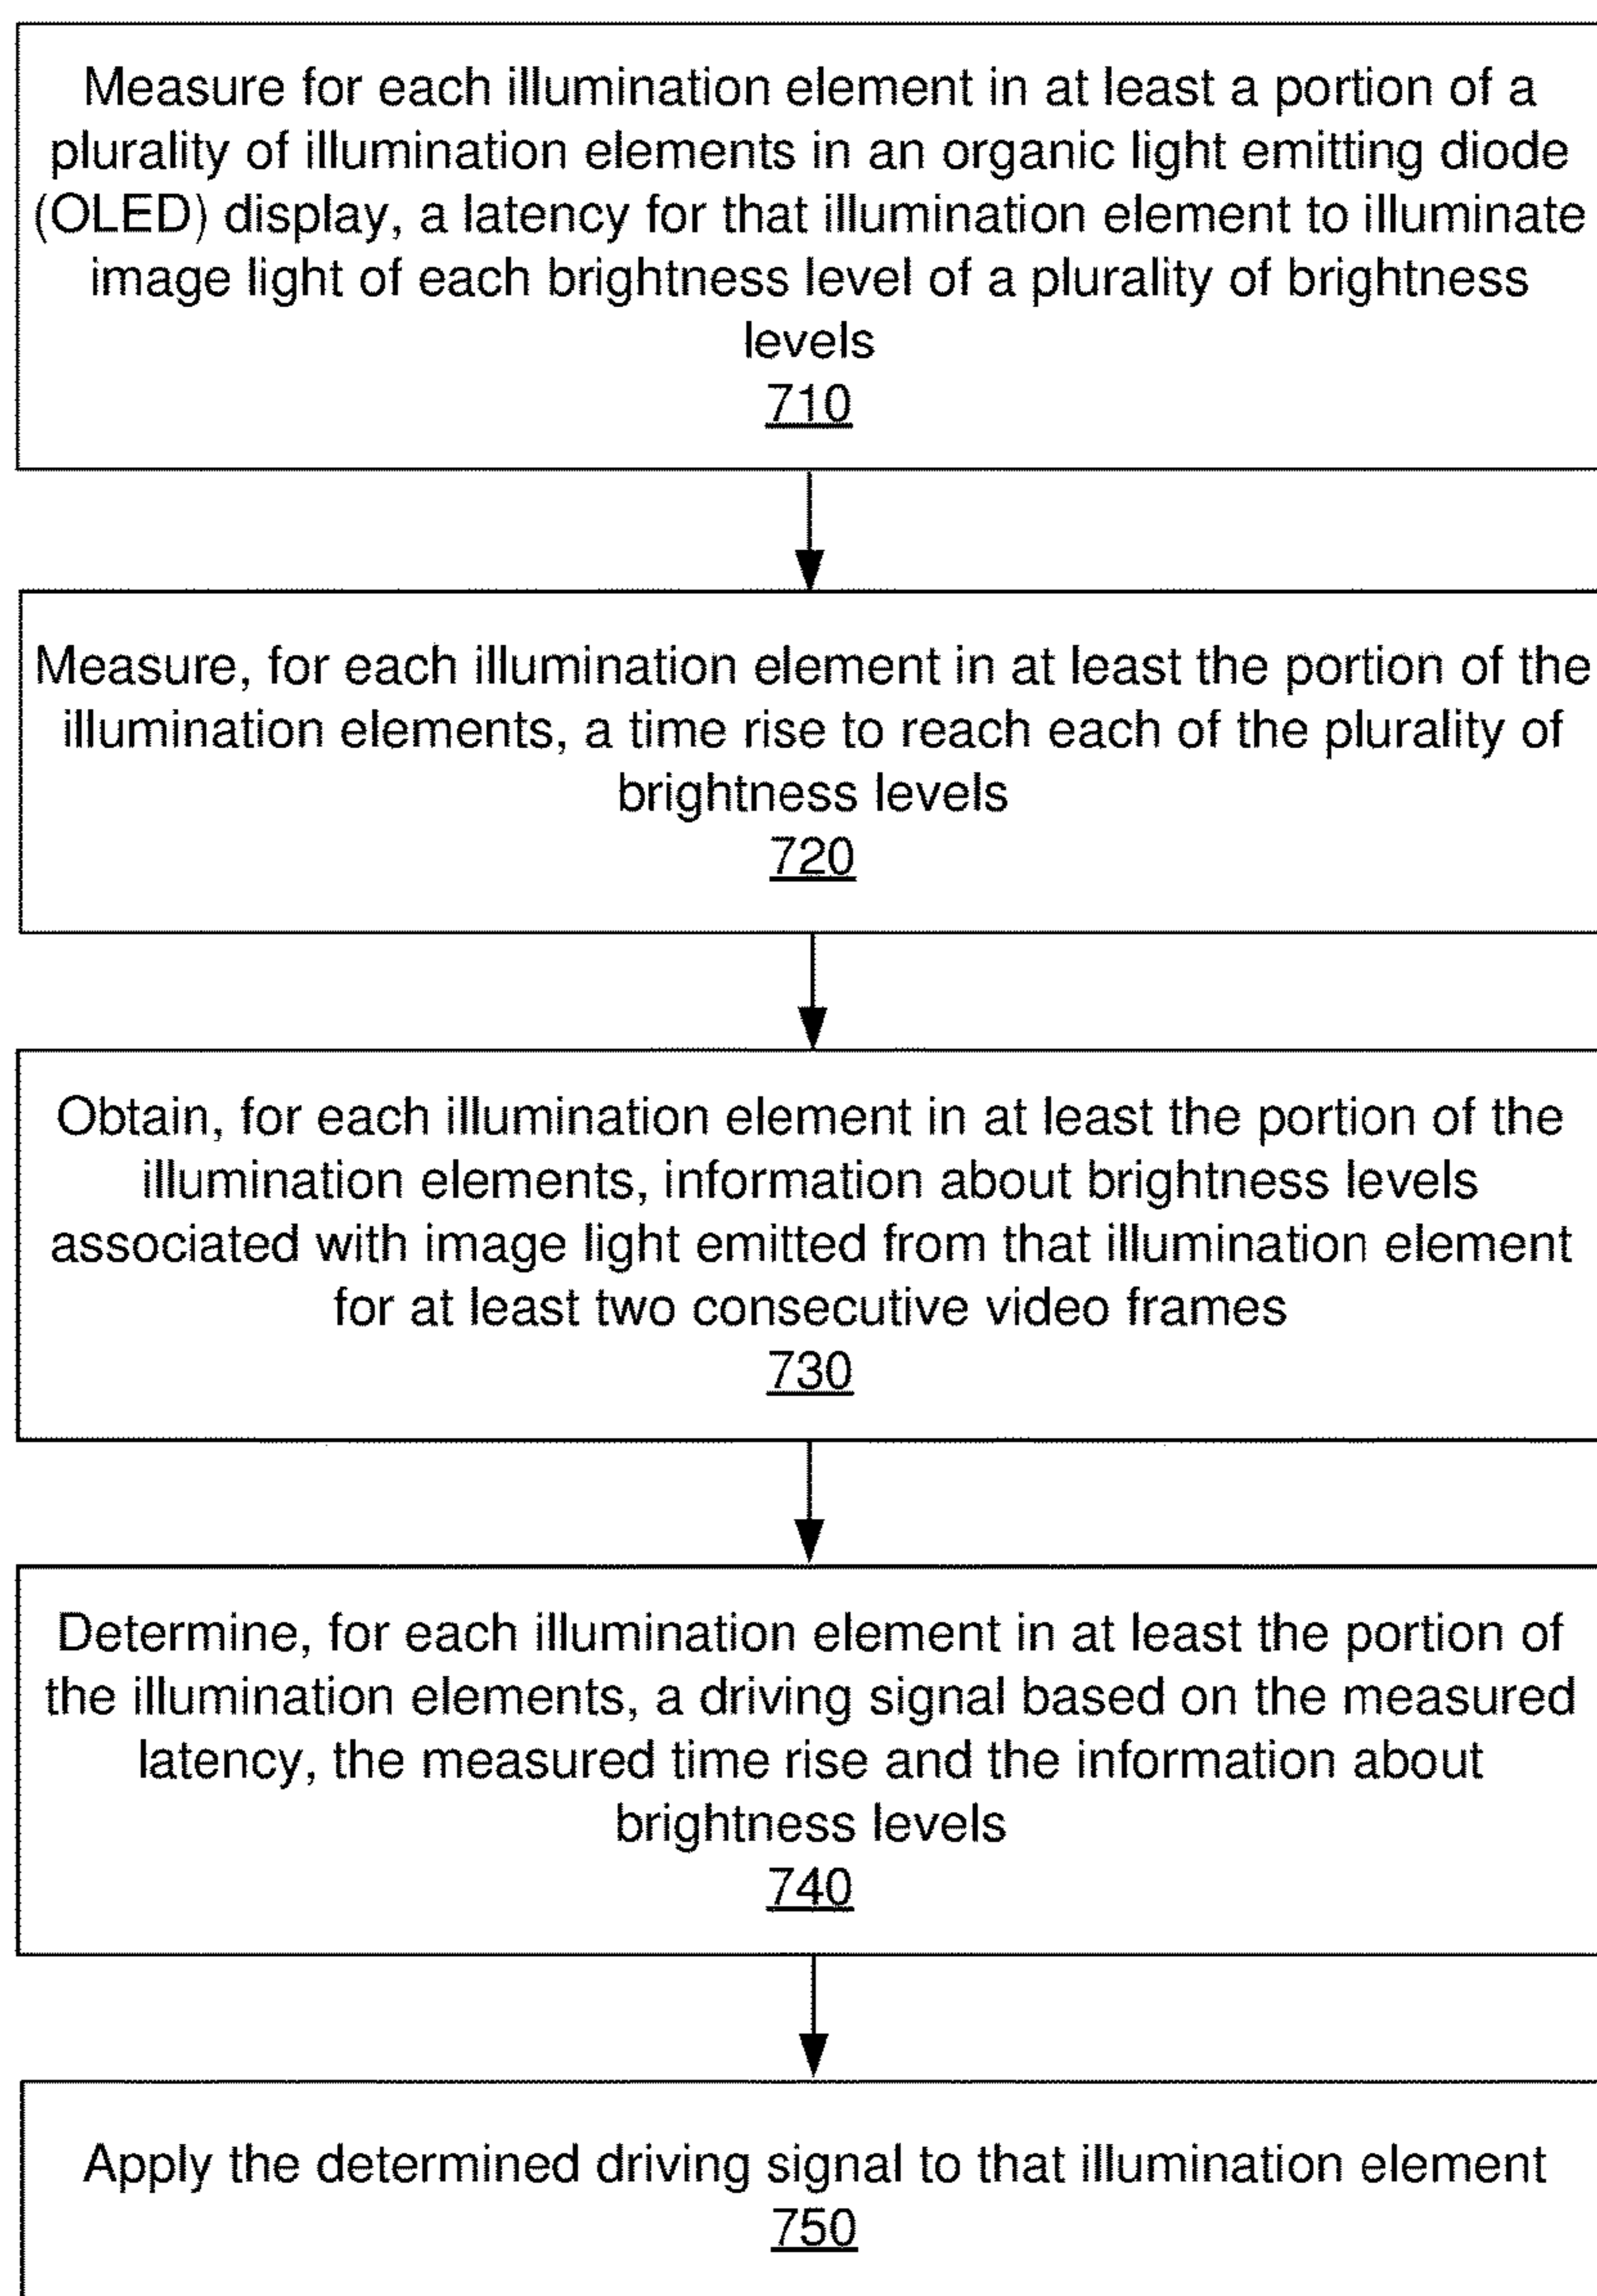 Measure for each illumination element in at least a portion of a
plurality of illumination elements in an organic light emitting diode
(OLED) display, a latency for that illumination element to illuminate
image light of each brightness level of a plurality of brightness
levels
710
Measure, for each illumination element in at least the portion of the
illumination elements, a time rise to reach each of the plurality of
brightness levels
720
Obtain, for each illumination element in at least the portion of the
illumination elements, information about brightness levels
associated with image light emitted from that illumination element
for at least two consecutive video frames
730
Determine, for each illumination element in at least the portion of
the illumination elements, a driving signal based on the measured
latency, the measured time rise and the information about
brightness levels
740
Apply the determined driving signal to that illumination element
750